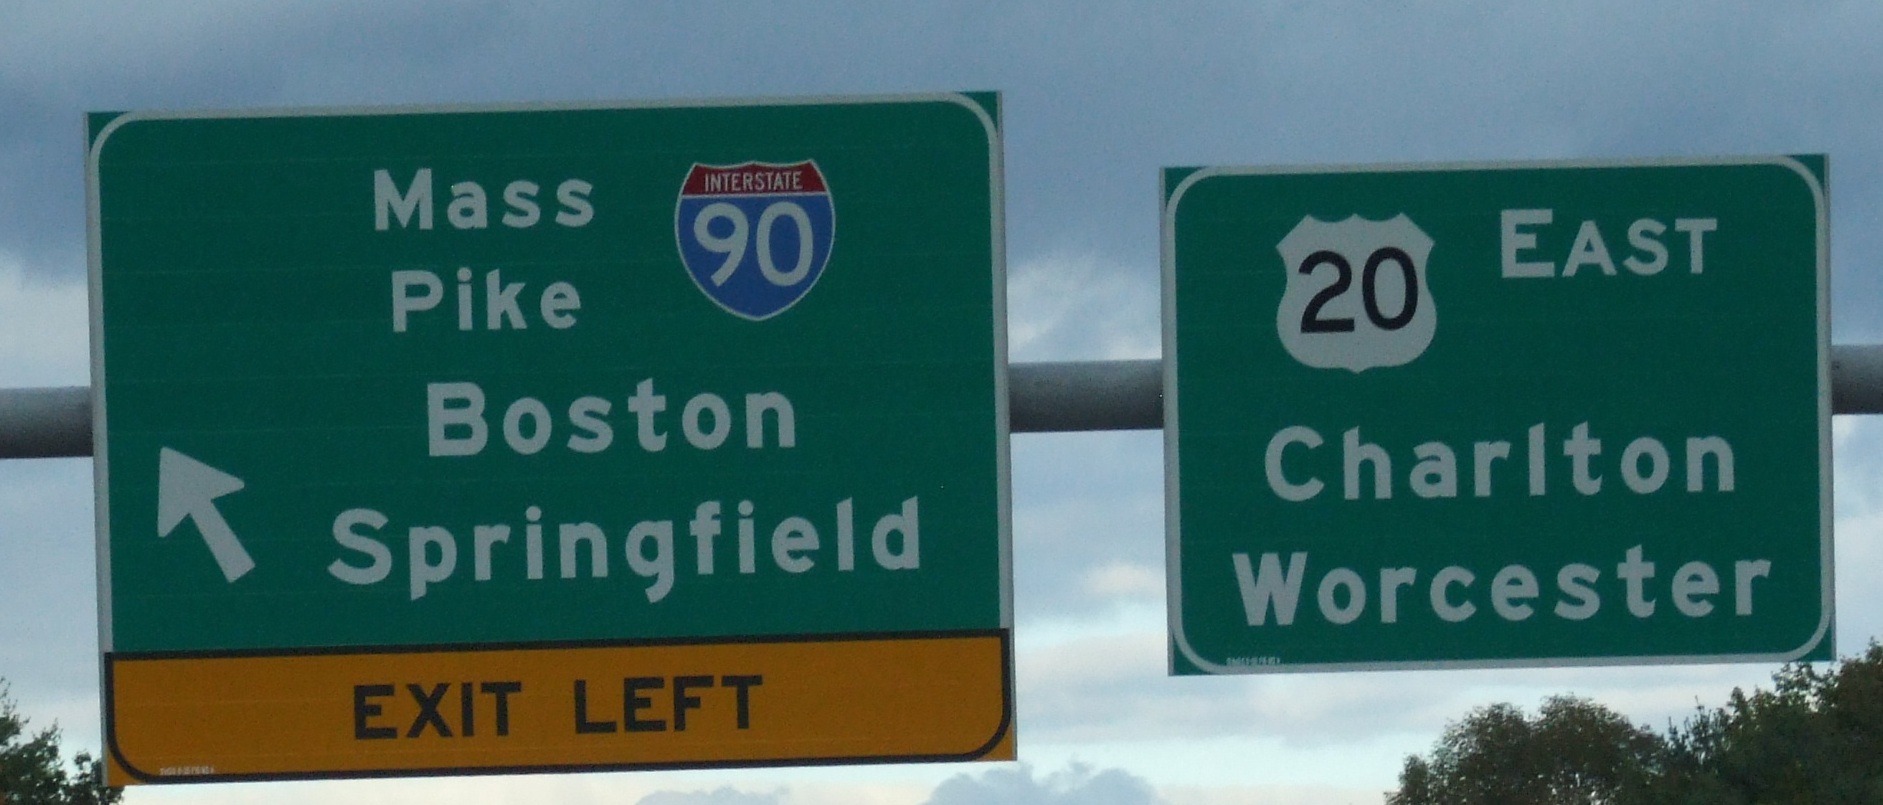 Mass
Pike
INTERSTATE
90
Boston
Springfield
EXIT LEFT
20 EAST
Charlton
Worcester